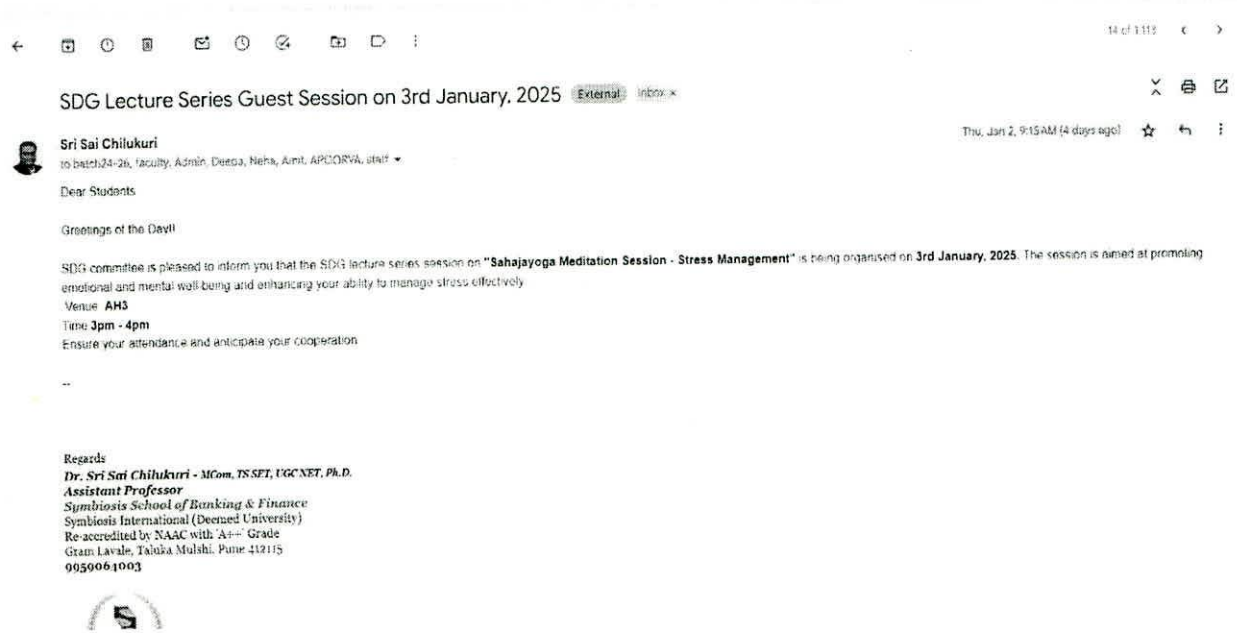 14 of 3,113
SDG Lecture Series Guest Session on 3rd January, 2025 External Inbox ×
Sri Sai Chilukuri
Thu, Jan 2, 9:15 AM (4 days ago)
to batch24-26, faculty, Admin, Deepa, Neha, Amit, APOORVA, staff
Dear Students
Greetings of the Day!!
SDG committee is pleased to inform you that the SDG lecture series session on "Sahajayoga Meditation Session - Stress Management" is being organised on 3rd January, 2025. The session is aimed at promoting
emotional and mental well-being and enhancing your ability to manage stress effectively
Venue AH3
Time 3pm - 4pm
Ensure your attendance and anticipate your cooperation
--
Regards
Dr. Sri Sai Chilukuri - MCom, TS SET, UGC NET, Ph.D.
Assistant Professor
Symbiosis School of Banking & Finance
Symbiosis International (Deemed University)
Re-accredited by NAAC with 'A++' Grade
Gram Lavale, Taluka Mulshi, Pune 412115
9959064003